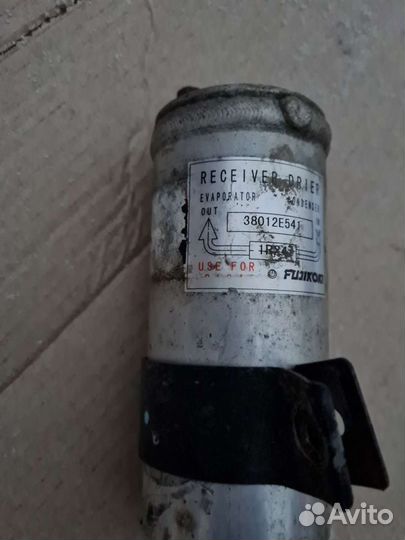 RECEIVER DRIER
EVAPORATOR
OUT
38012E541
USE FOR
FUJIKOKI
Avito